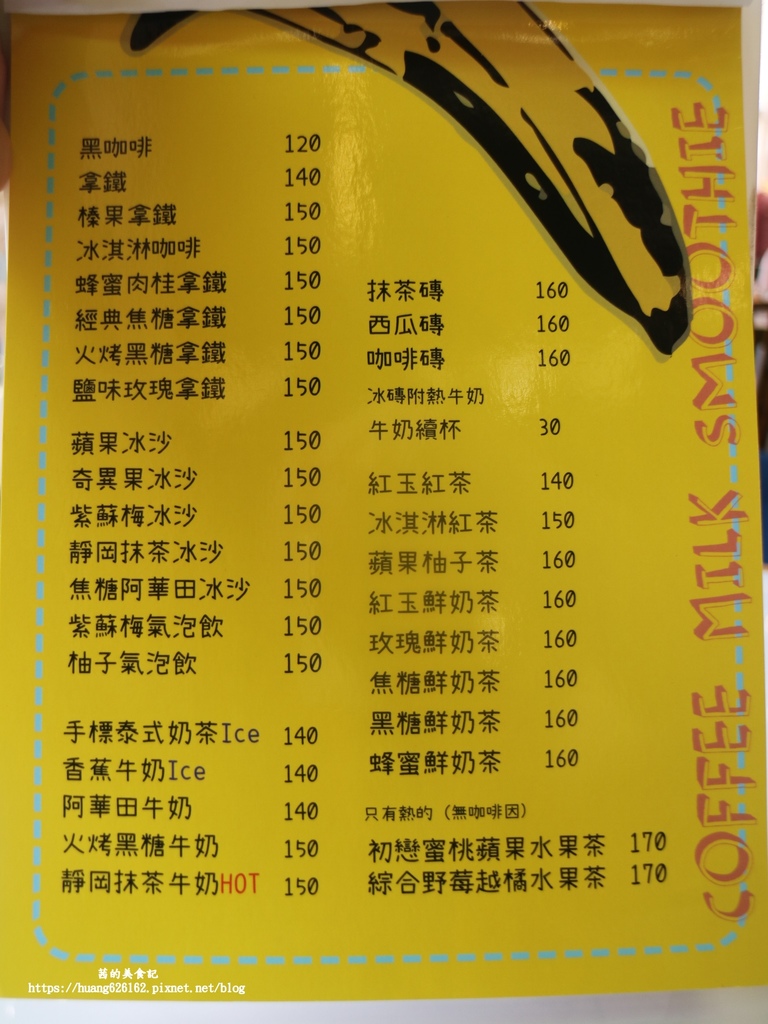 黑咖啡 120
拿鐵 140
榛果拿鐵 150
冰淇淋咖啡 150
蜂蜜肉桂拿鐵 150
經典焦糖拿鐵 150
火烤黑糖拿鐵 150
鹽味玫瑰拿鐵 150
蘋果冰沙 150
奇異果冰沙 150
紫蘇梅冰沙 150
靜岡抹茶冰沙 150
焦糖阿華田冰沙 150
紫蘇梅氣泡飲 150
柚子氣泡飲 150
手標泰式奶茶Ice 140
香蕉牛奶Ice 140
阿華田牛奶 140
火烤黑糖牛奶 150
靜岡抹茶牛奶HOT 150
抹茶磚 160
西瓜磚 160
咖啡磚 160
冰磚附熱牛奶
牛奶續杯 30
紅玉紅茶 140
冰淇淋紅茶 150
蘋果柚子茶 160
紅玉鮮奶茶 160
玫瑰鮮奶茶 160
焦糖鮮奶茶 160
黑糖鮮奶茶 160
蜂蜜鮮奶茶 160
只有熱的（無咖啡因）
初戀蜜桃蘋果水果茶 170
綜合野莓越橘水果茶 170
COFFEE MILK SMOOTHIE
茜的美食記
https://huang626162.pixnet.net/blog